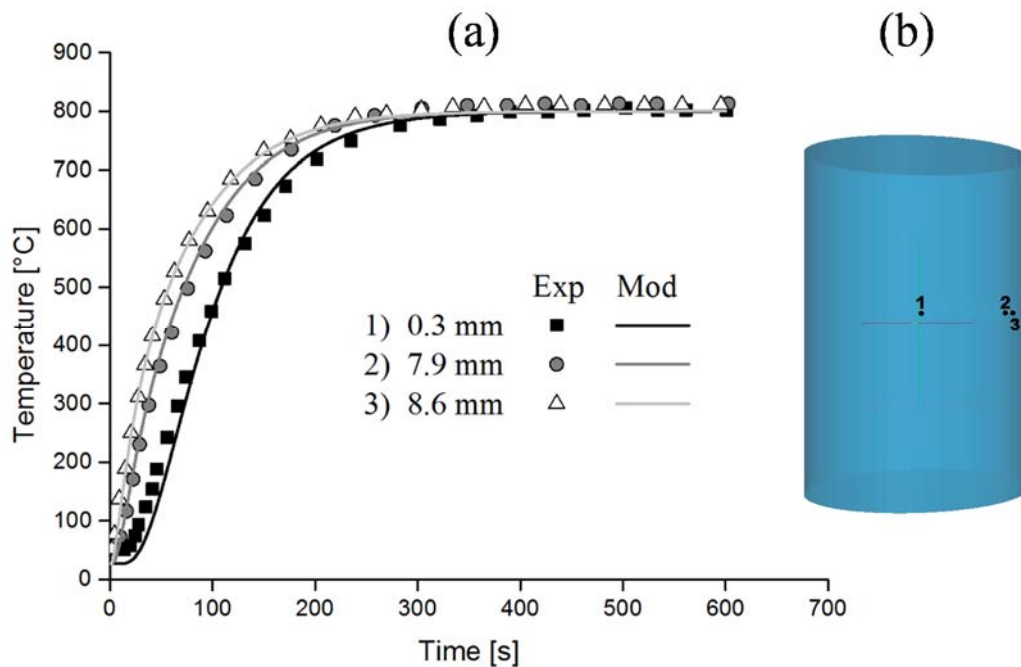 (a)
(b)
900
800
700
600
500
400
300
200
100
0
Temperature [°C]
Exp Mod
1) 0.3 mm
2) 7.9 mm
3) 8.6 mm
0 100 200 300 400 500 600 700
Time [s]
1
2
3